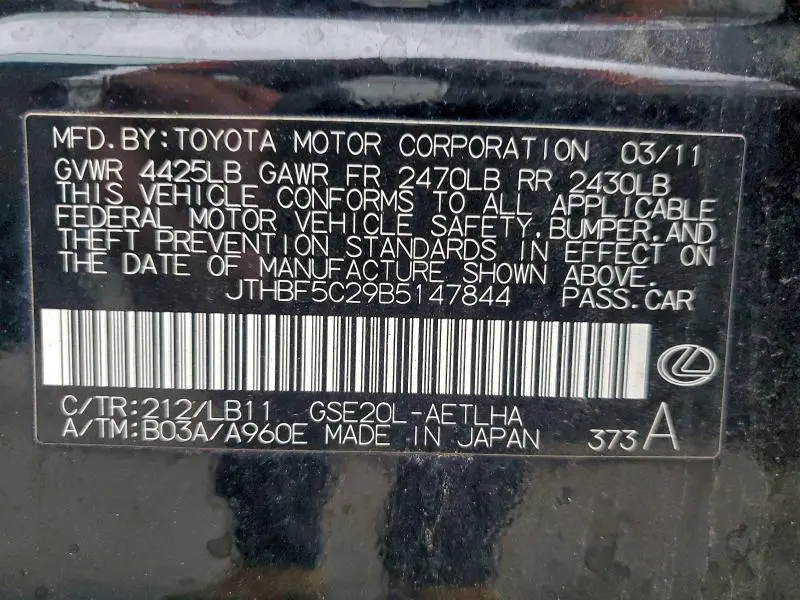 MFD.BY:TOYOTA MOTOR CORPORATION 03/11
GVWR 4425LB GAWR FR 2470LB RR 2430LB
THIS VEHICLE CONFORMS TO ALL APPLICABLE
FEDERAL MOTOR VEHICLE SAFETY,BUMPER,AND
THEFT PREVENTION STANDARDS IN EFFECT ON
THE DATE OF MANUFACTURE SHOWN ABOVE.
JTHBF5C29B5147844 PASS.CAR
C/TR:212/LB11 GSE20L-AETLHA
A/TM:B03A/A960E MADE IN JAPAN 373 A